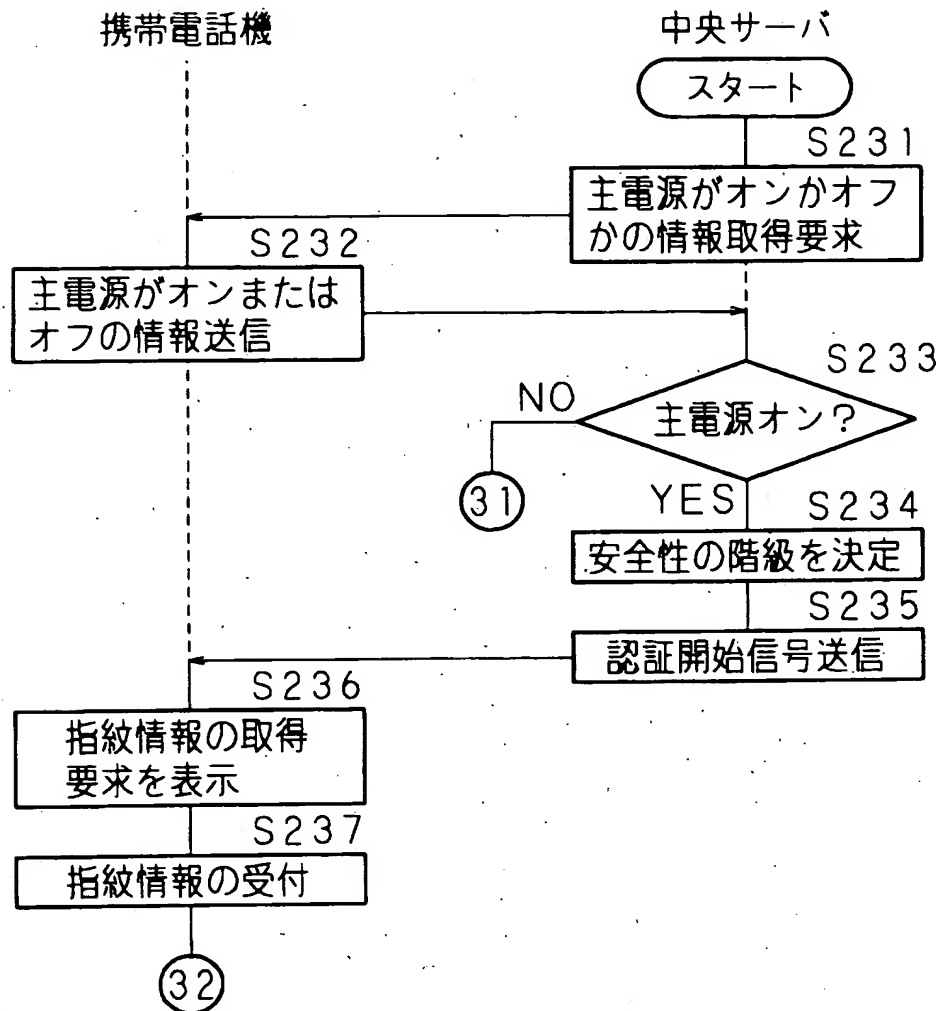 携帯電話機
中央サーバ
スタート
S231
主電源がオンかオフ
かの情報取得要求
S232
主電源がオンまたは
オフの情報送信
S233
主電源オン?
NO
31
YES
S234
安全性の階級を決定
S235
認証開始信号送信
S236
指紋情報の取得
要求を表示
S237
指紋情報の受付
32